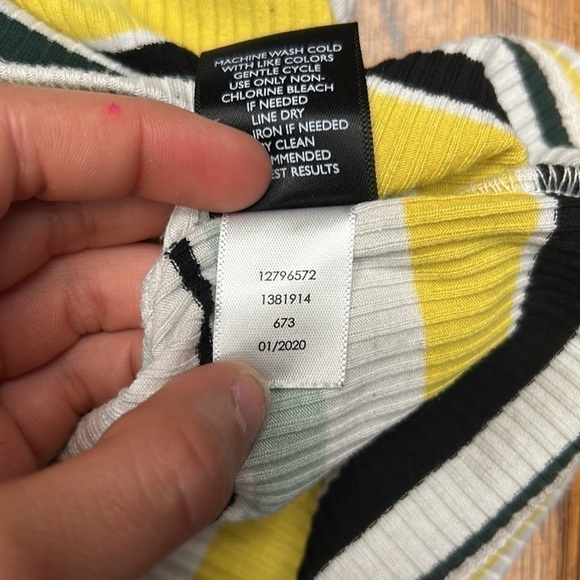 MACHINE WASH COLD
WITH LIKE COLORS
GENTLE CYCLE
USE ONLY NON-
CHLORINE BLEACH
IF NEEDED
LINE DRY
IRON IF NEEDED
CLEAN
RESULTS
12796572
1381914
673
01/2020